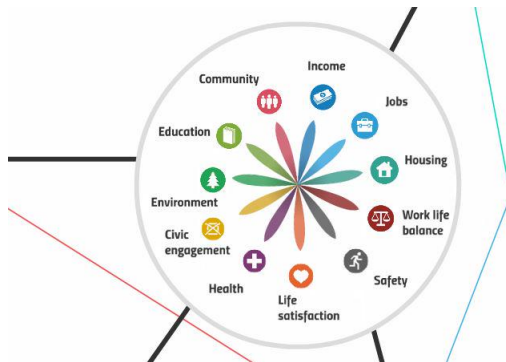 Income
Community
Jobs
Education
Housing
Environment
Work life
balance
Civic
engagement
Safety
Health
Life
satisfaction